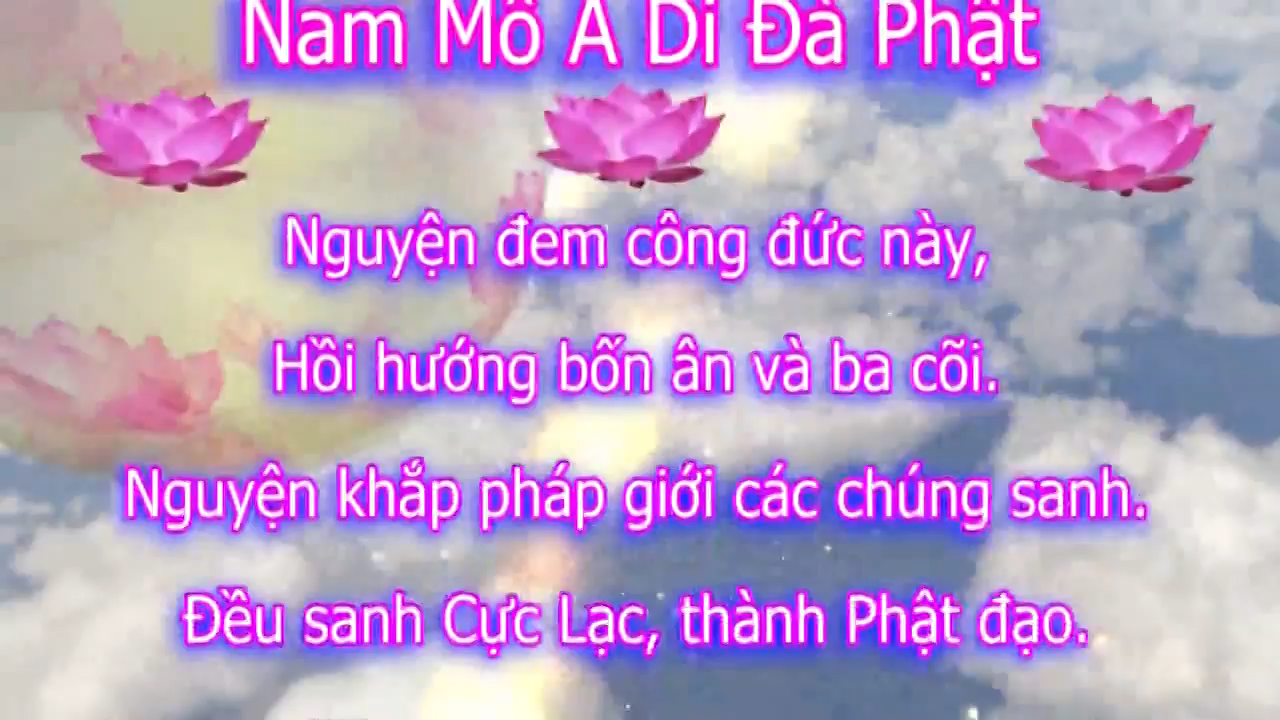 Nam Mô A Di Đà Phật
Nguyện đem công đức này,
Hồi hướng bốn ân và ba cõi.
Nguyện khắp pháp giới các chúng sanh.
Đều sanh Cực Lạc, thành Phật đạo.